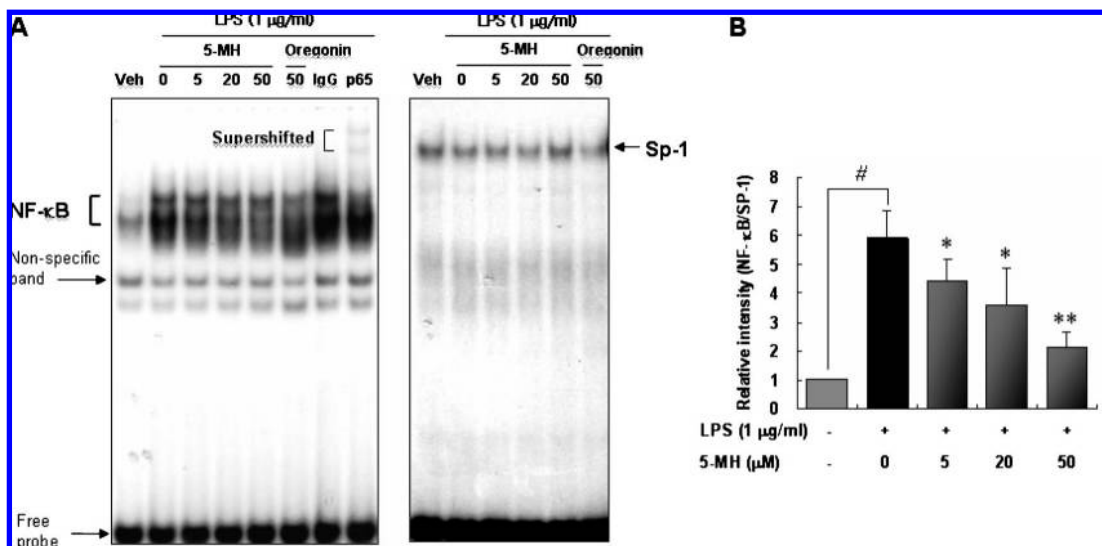 A
LPS (1 µg/ml)
5-MH Oregonin
Veh 0 5 20 50 50 IgG p65
Supershifted
NF-κB
Non-specific
band
Free
probe
LPS (1 µg/ml)
5-MH Oregonin
Veh 0 5 20 50 50
Sp-1
B
Relative intensity (NF-κB/SP-1)
8
7
6
5
4
3
2
1
0
#
*
*
**
LPS (1 µg/ml) - + + + +
5-MH (µM) - 0 5 20 50